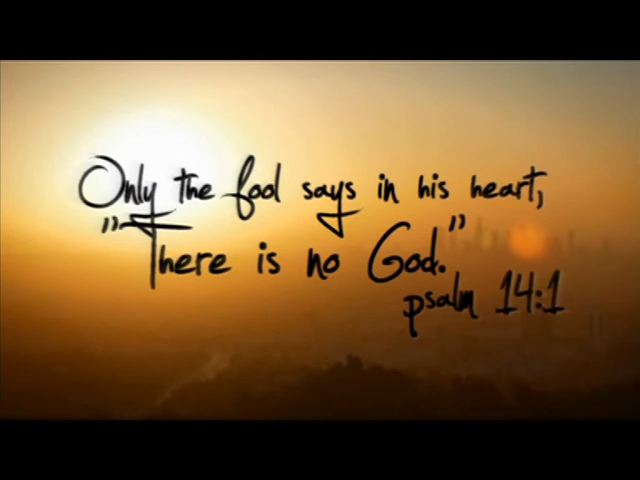 Only the fool says in his heart,
"There is no God."
psalm 14:1